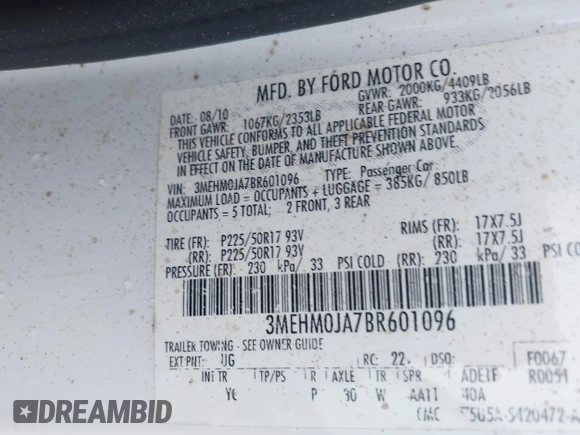 MFD. BY FORD MOTOR CO.
DATE: 08/10 GVWR: 2000KG/4409LB
FRONT GAWR: 1067KG/2353LB REAR GAWR: 933KG/2056LB
THIS VEHICLE CONFORMS TO ALL APPLICABLE FEDERAL MOTOR
VEHICLE SAFETY, BUMPER, AND THEFT PREVENTION STANDARDS
IN EFFECT ON THE DATE OF MANUFACTURE SHOWN ABOVE.
VIN: 3MEHM0JA7BR601096 TYPE: Passenger Car
MAXIMUM LOAD = OCCUPANTS + LUGGAGE = 385KG/ 850LB
OCCUPANTS = 5 TOTAL; 2 FRONT, 3 REAR
TIRE (FR): P225/50R17 93V RIMS (FR): 17X7.5J
(RR): P225/50R17 93V (RR): 17X7.5J
PRESSURE (FR): 230 kPa/ 33 PSI COLD (RR): 230 kPa/ 33 PSI CO
3MEHM0JA7BR601096
TRAILER TOWING - SEE OWNER GUIDE
EXT PNT: UG RC: 22 DSO: F0067
INT TR TP/PS R AXLE TR SPR R0051
P 30 W AA11 40A
DREAMBID
DREAMBID.COM